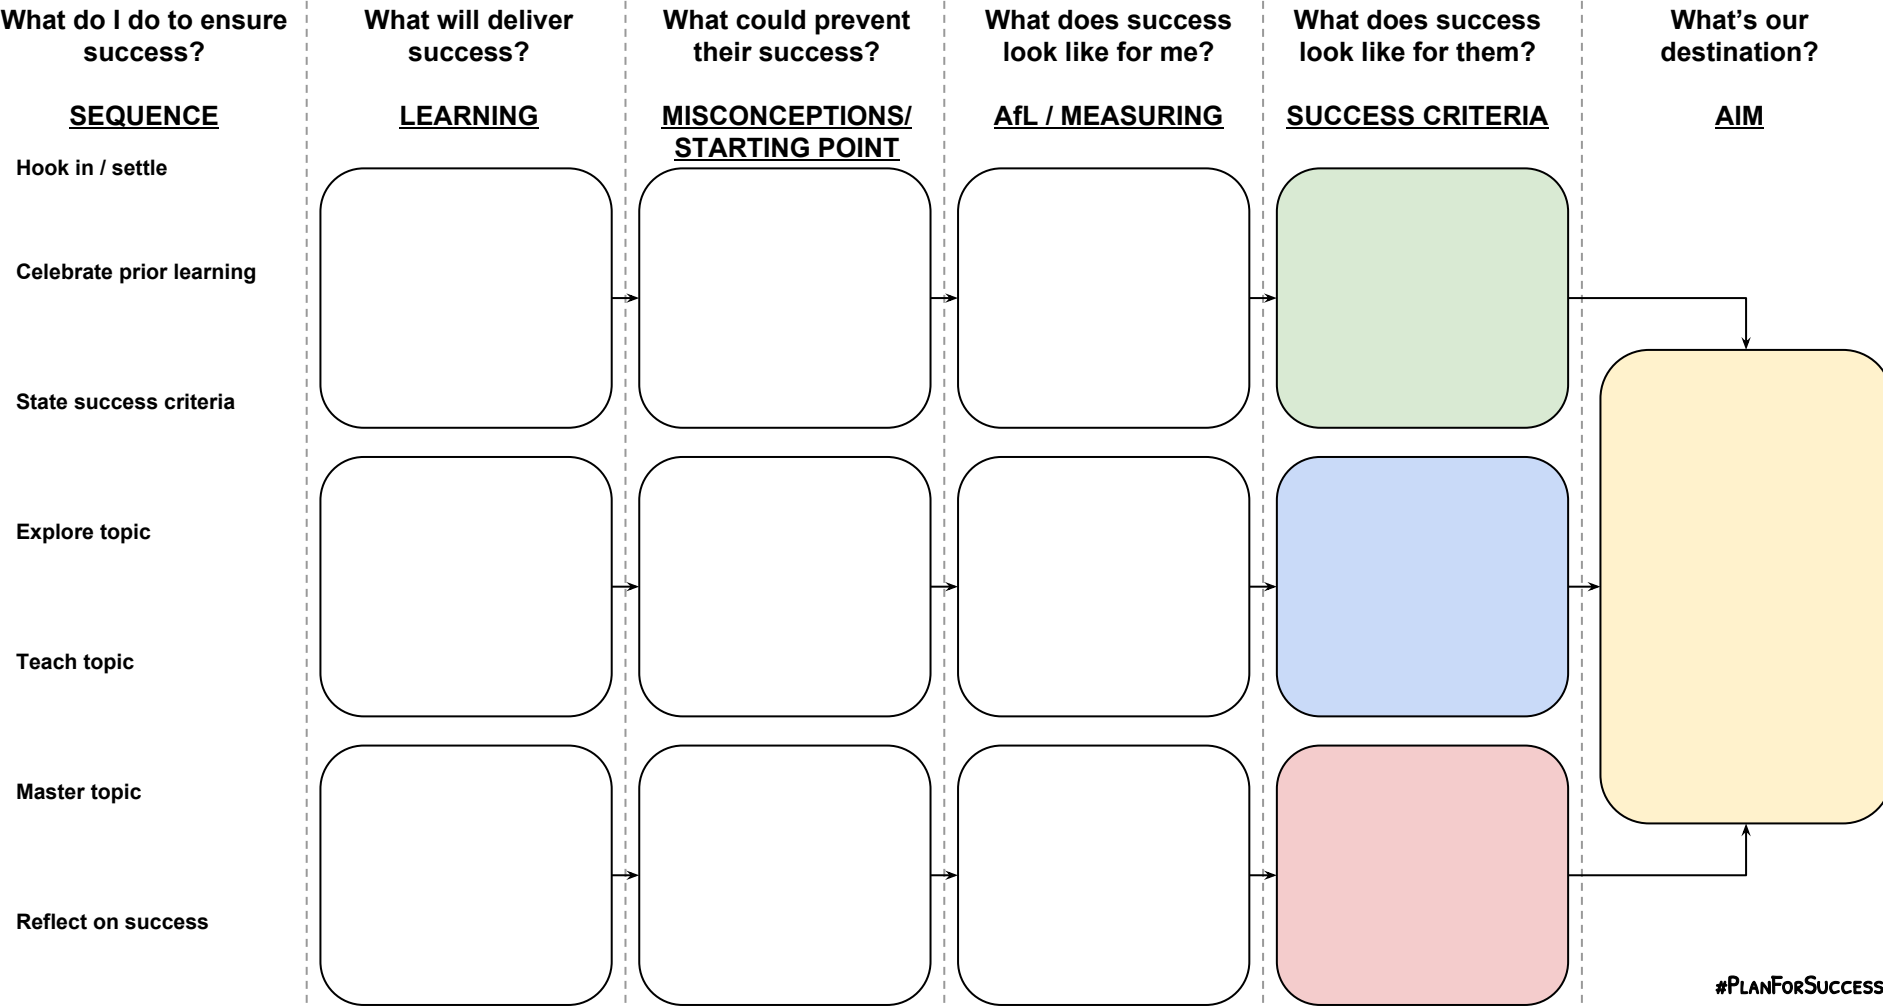 What do I do to ensure
success?
SEQUENCE
Hook in / settle
Celebrate prior learning
State success criteria
Explore topic
Teach topic
Master topic
Reflect on success
What will deliver
success?
LEARNING
What could prevent
their success?
MISCONCEPTIONS/
STARTING POINT
What does success
look like for me?
AfL / MEASURING
What does success
look like for them?
SUCCESS CRITERIA
What’s our
destination?
AIM
#PlanForSuccess